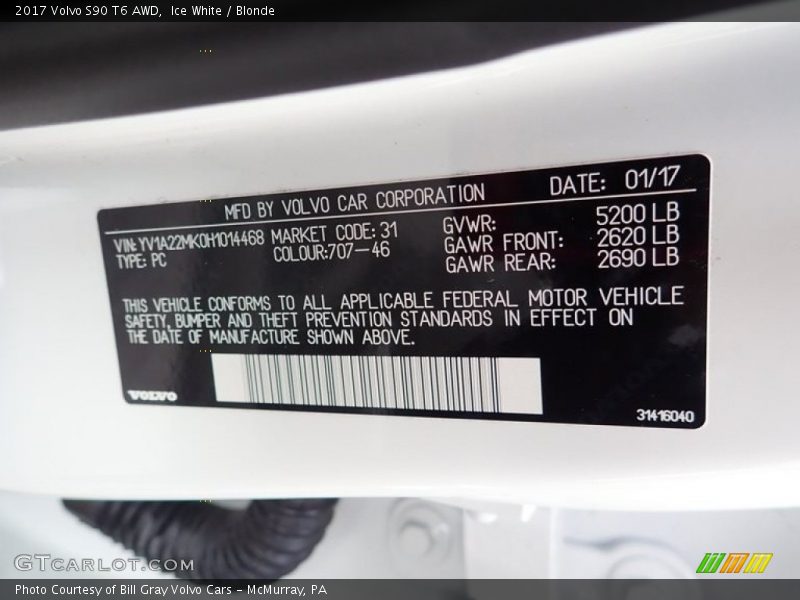 2017 Volvo S90 T6 AWD,  Ice White / Blonde
MFD BY VOLVO CAR CORPORATION DATE: 01/17
VIN: YV1A22MK0H1014468 MARKET CODE: 31 GVWR: 5200 LB
TYPE: PC COLOUR:707-46 GAWR FRONT: 2620 LB
GAWR REAR: 2690 LB
THIS VEHICLE CONFORMS TO ALL APPLICABLE FEDERAL MOTOR VEHICLE
SAFETY, BUMPER AND THEFT PREVENTION STANDARDS IN EFFECT ON
THE DATE OF MANUFACTURE SHOWN ABOVE.
VOLVO
31416040
GTCarLot.com
Photo Courtesy of Bill Gray Volvo Cars - McMurray, PA